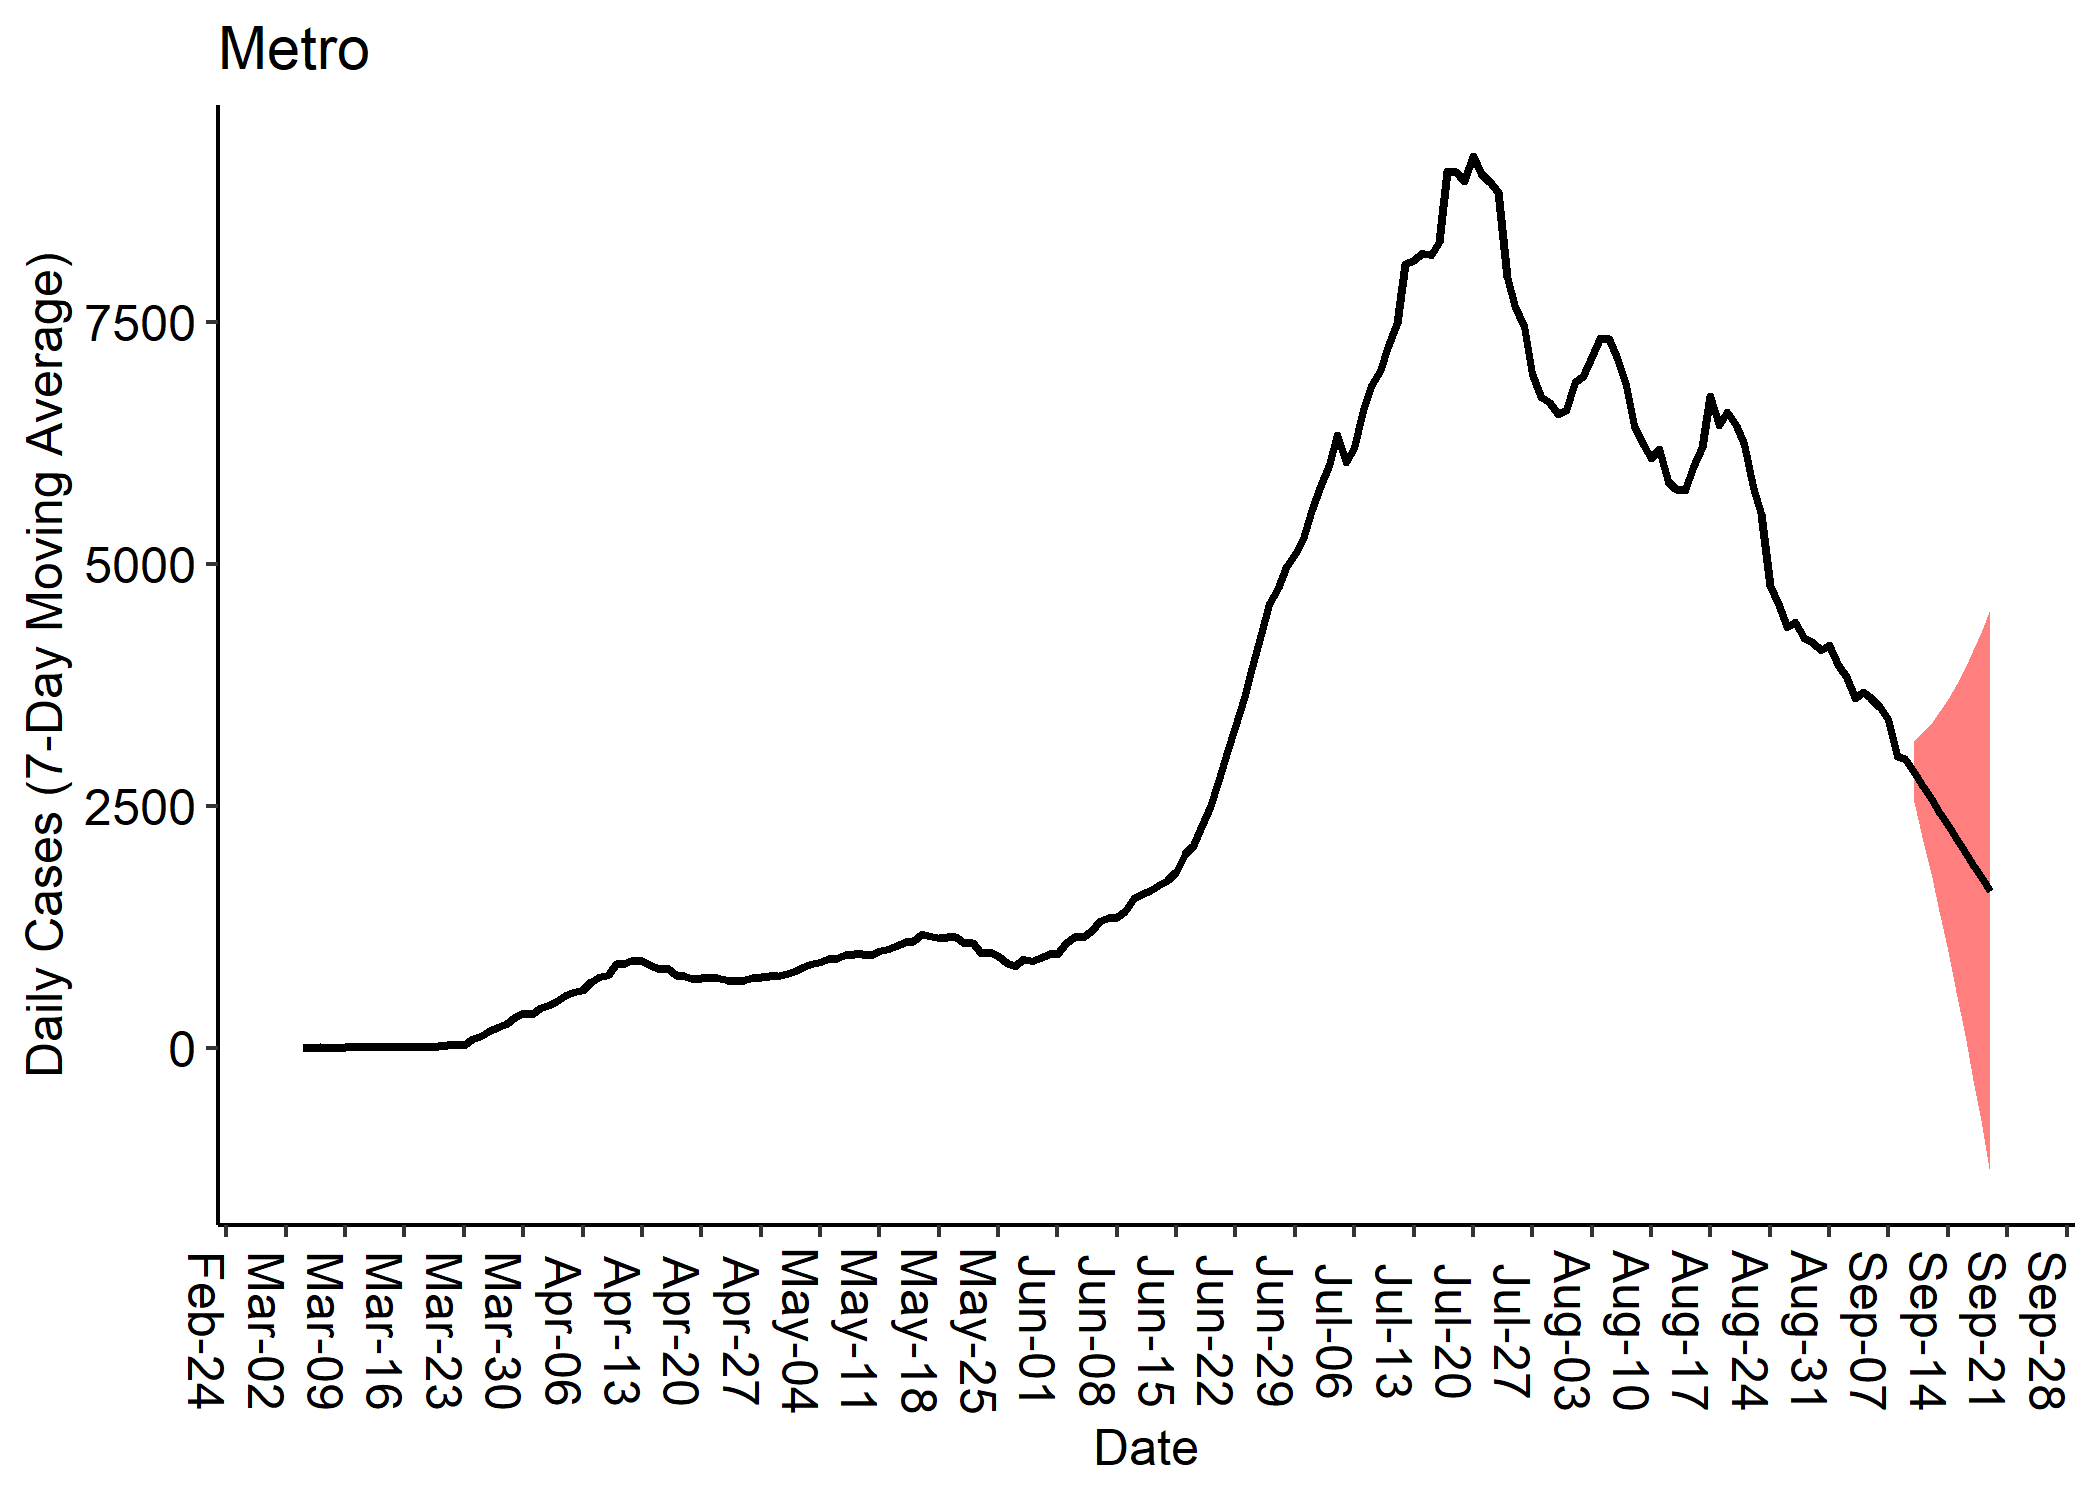 Metro
Daily Cases (7-Day Moving Average)
7500
5000
2500
0
Feb-24
Mar-02
Mar-09
Mar-16
Mar-23
Mar-30
Apr-06
Apr-13
Apr-20
Apr-27
May-04
May-11
May-18
May-25
Jun-01
Jun-08
Jun-15
Jun-22
Jun-29
Jul-06
Jul-13
Jul-20
Jul-27
Aug-03
Aug-10
Aug-17
Aug-24
Aug-31
Sep-07
Sep-14
Sep-21
Sep-28
Date